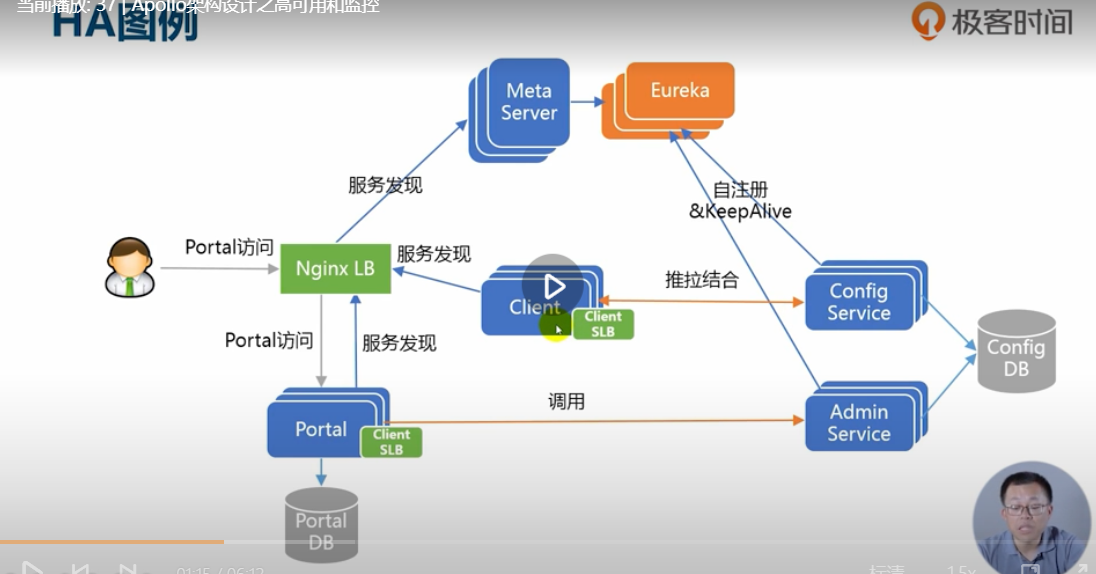 当前播放: 37 | Apollo架构设计之高可用和监控
HA图例
极客时间
Meta
Server
Eureka
服务发现
自注册
&KeepAlive
Portal访问
Nginx LB
服务发现
推拉结合
Client
Client
SLB
Config
Service
Portal访问
服务发现
Config
DB
调用
Portal
Client
SLB
Admin
Service
Portal
DB
01:15 / 06:12
标清
1.5x